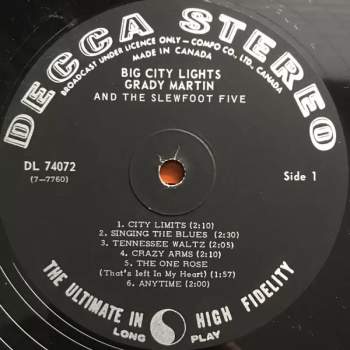 DECCA STEREO
BROADCAST UNDER LICENCE ONLY — COMPO CO., LTD., CANADA
MADE IN CANADA
BIG CITY LIGHTS
GRADY MARTIN
AND THE SLEWFOOT FIVE
DL 74072
(7-7760)
Side 1
1. CITY LIMITS (2:10)
2. SINGING THE BLUES (2:30)
3. TENNESSEE WALTZ (2:05)
4. CRAZY ARMS (2:10)
5. THE ONE ROSE
(That's left In My Heart) (1:57)
6. ANYTIME (2:00)
THE ULTIMATE IN HIGH FIDELITY
LONG PLAY